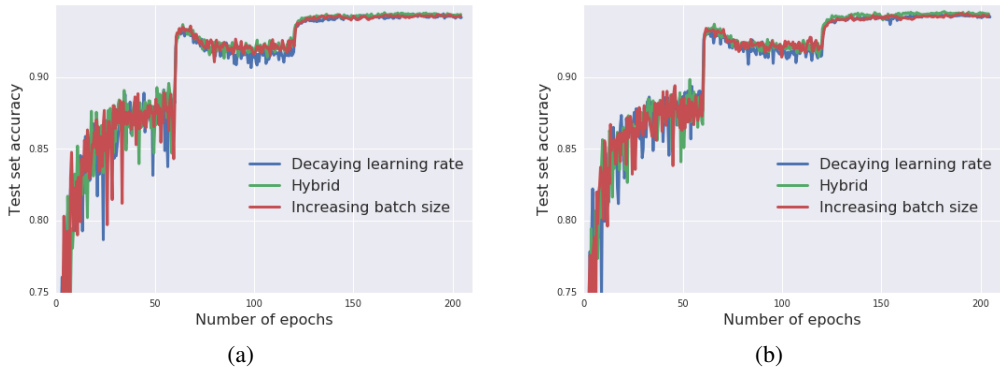 0.90
0.85
0.80
0.75
Test set accuracy
Decaying learning rate
Hybrid
Increasing batch size
0 50 100 150 200
Number of epochs
(a)
0.90
0.85
0.80
0.75
Test set accuracy
Decaying learning rate
Hybrid
Increasing batch size
0 50 100 150 200
Number of epochs
(b)